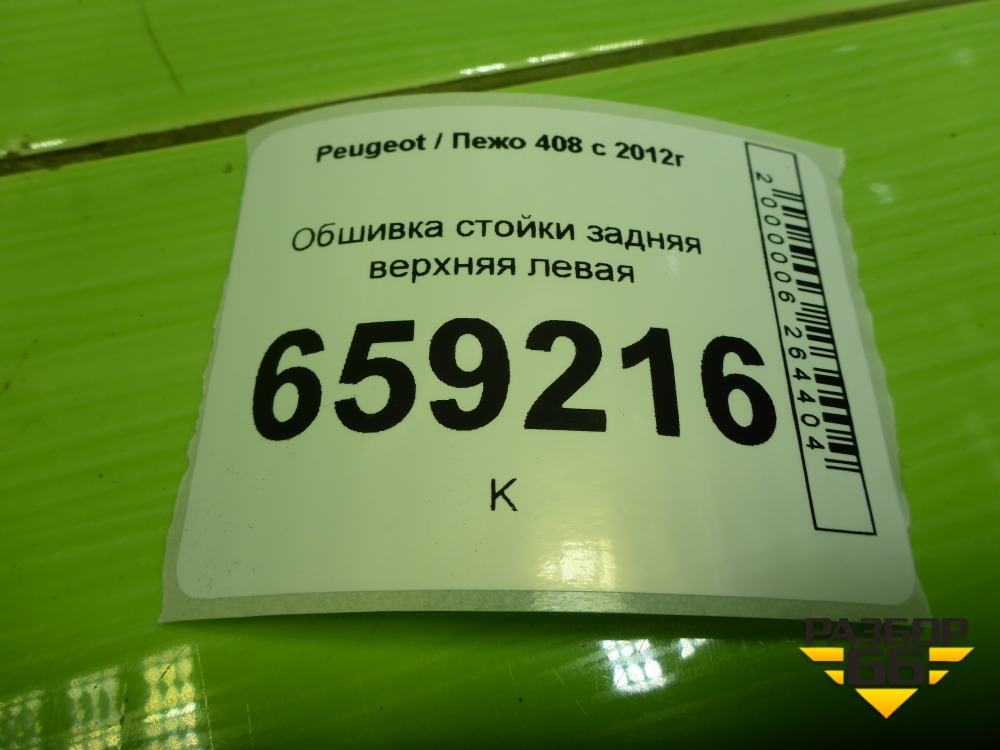 Peugeot / Пежо 408 с 2012г
Обшивка стойки задняя
верхняя левая
659216
К
2000006264404
РАЗБОР
66